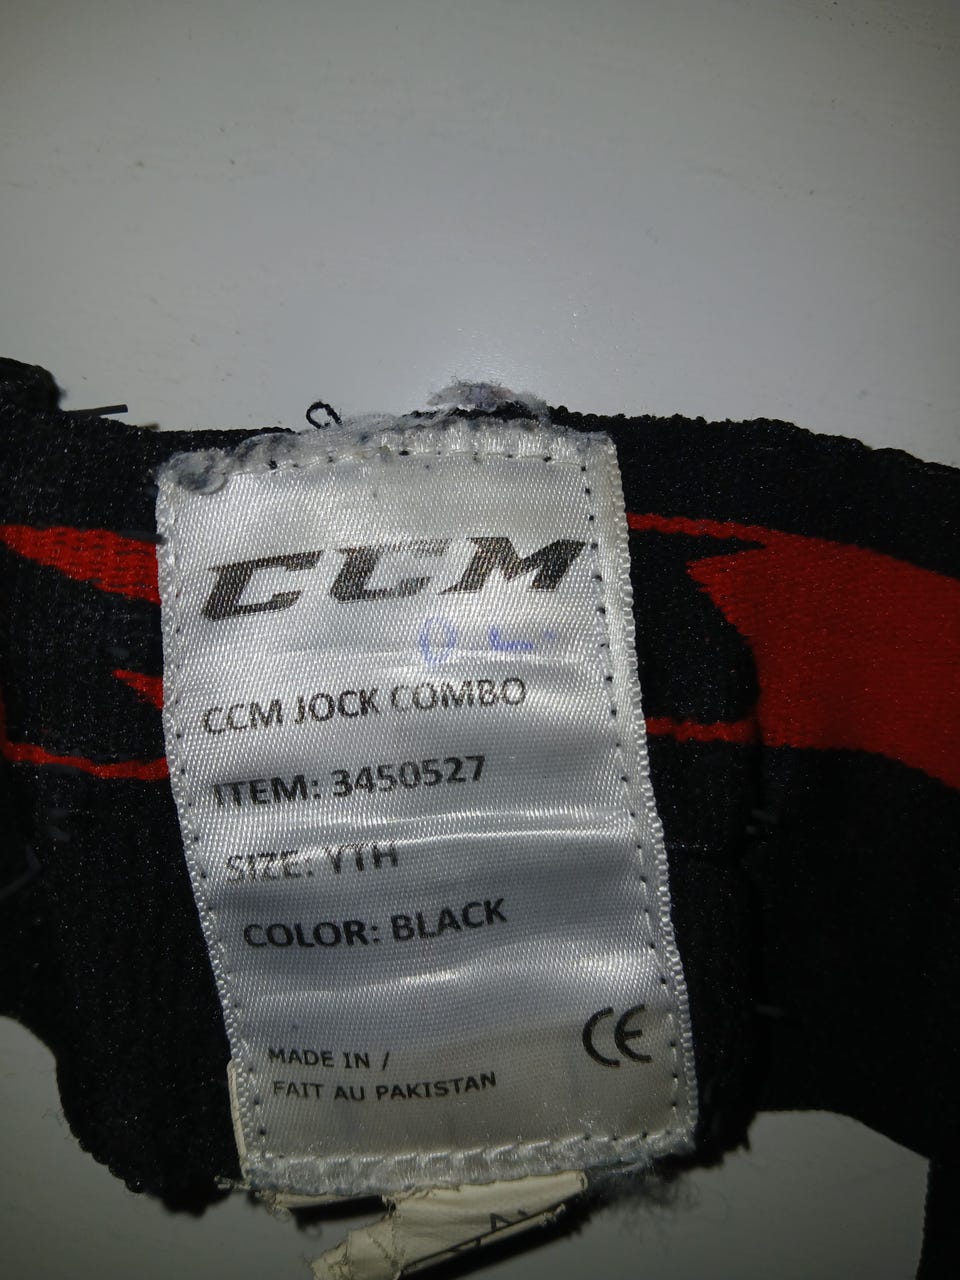 CCM
CCM JOCK COMBO
ITEM: 3450527
SIZE: YTH
COLOR: BLACK
CE
MADE IN /
FAIT AU PAKISTAN